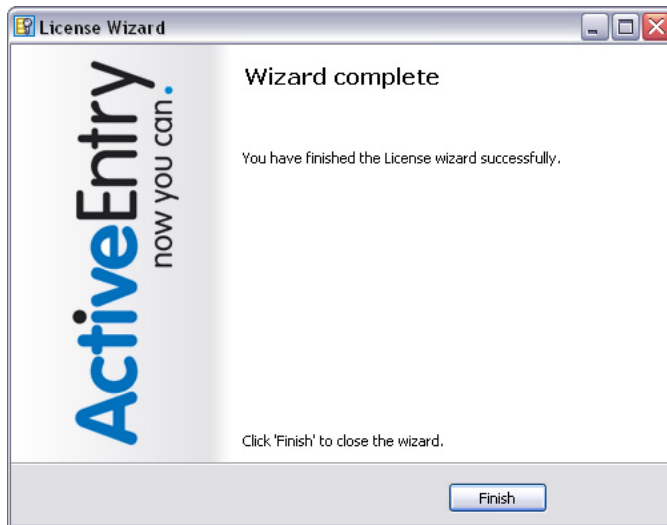 License Wizard
ActiveEntry
now you can.
Wizard complete
You have finished the License wizard successfully.
Click 'Finish' to close the wizard.
Finish